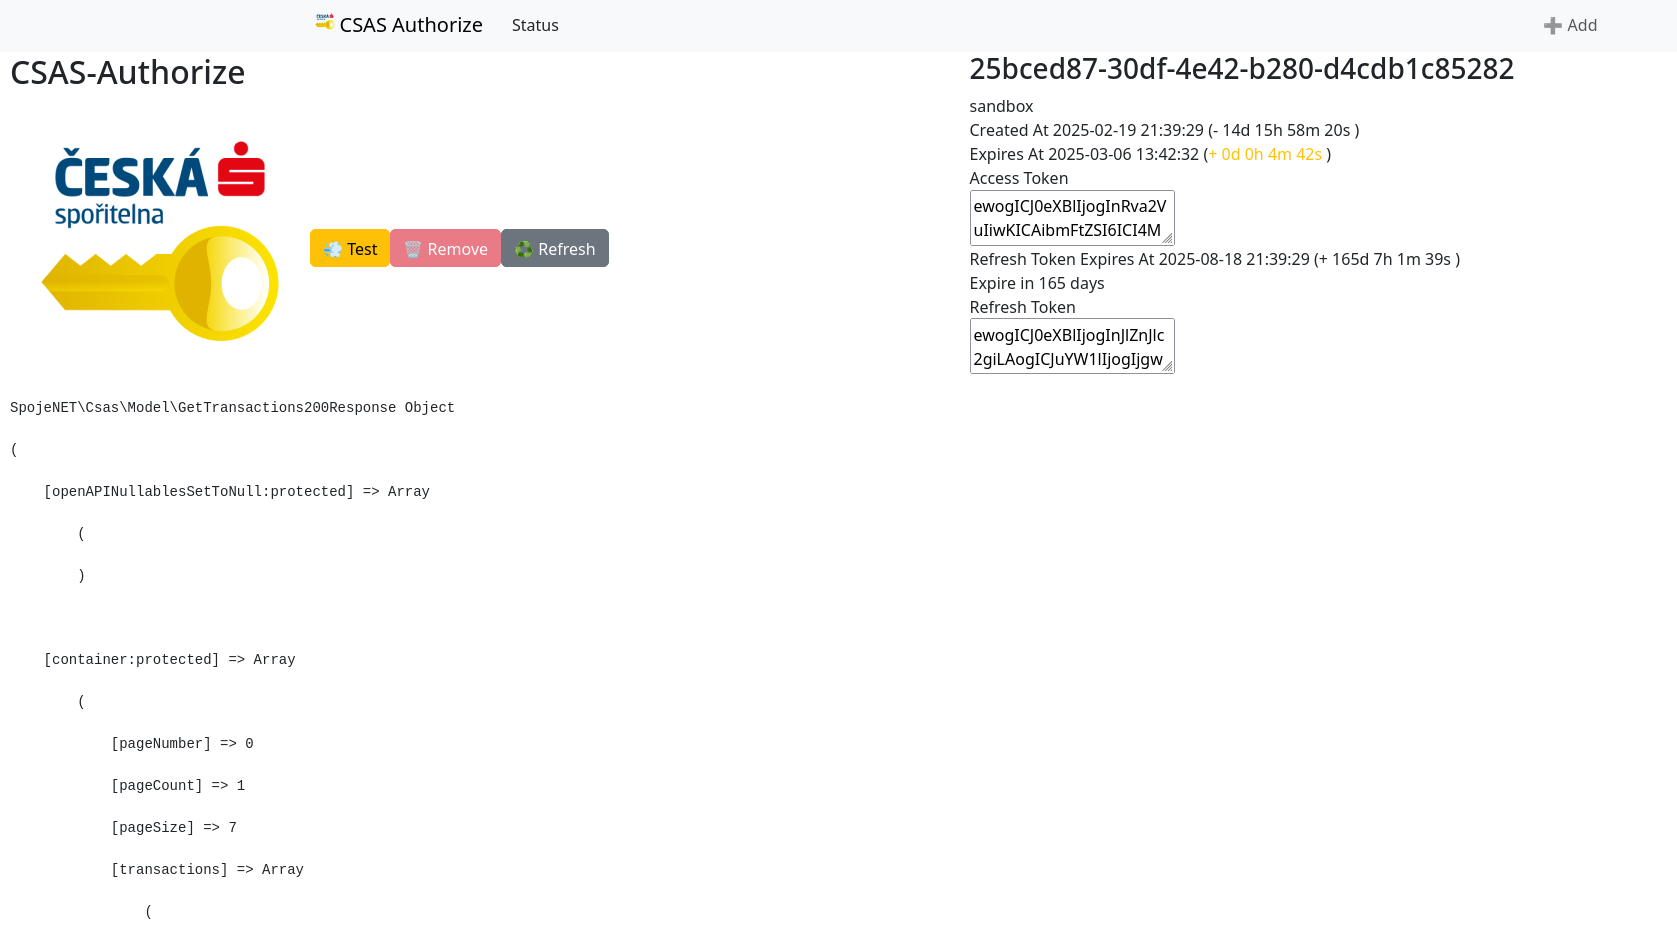 CSAS Authorize Status ➕ Add
CSAS-Authorize
ČESKÁ
spořitelna
💨 Test 🗑️ Remove ♻️ Refresh
25bced87-30df-4e42-b280-d4cdb1c85282
sandbox
Created At 2025-02-19 21:39:29 (- 14d 15h 58m 20s )
Expires At 2025-03-06 13:42:32 (+ 0d 0h 4m 42s )
Access Token
ewogICJ0eXBlIjogInRva2V
uIiwKICAibmFtZSI6ICI4M
Refresh Token Expires At 2025-08-18 21:39:29 (+ 165d 7h 1m 39s )
Expire in 165 days
Refresh Token
ewogICJ0eXBlIjogInJlZnJlc
2giLAogICJuYW1lIjogIjgw
SpojeNET\Csas\Model\GetTransactions200Response Object
(
[openAPINullablesSetToNull:protected] => Array
(
)
[container:protected] => Array
(
[pageNumber] => 0
[pageCount] => 1
[pageSize] => 7
[transactions] => Array
(